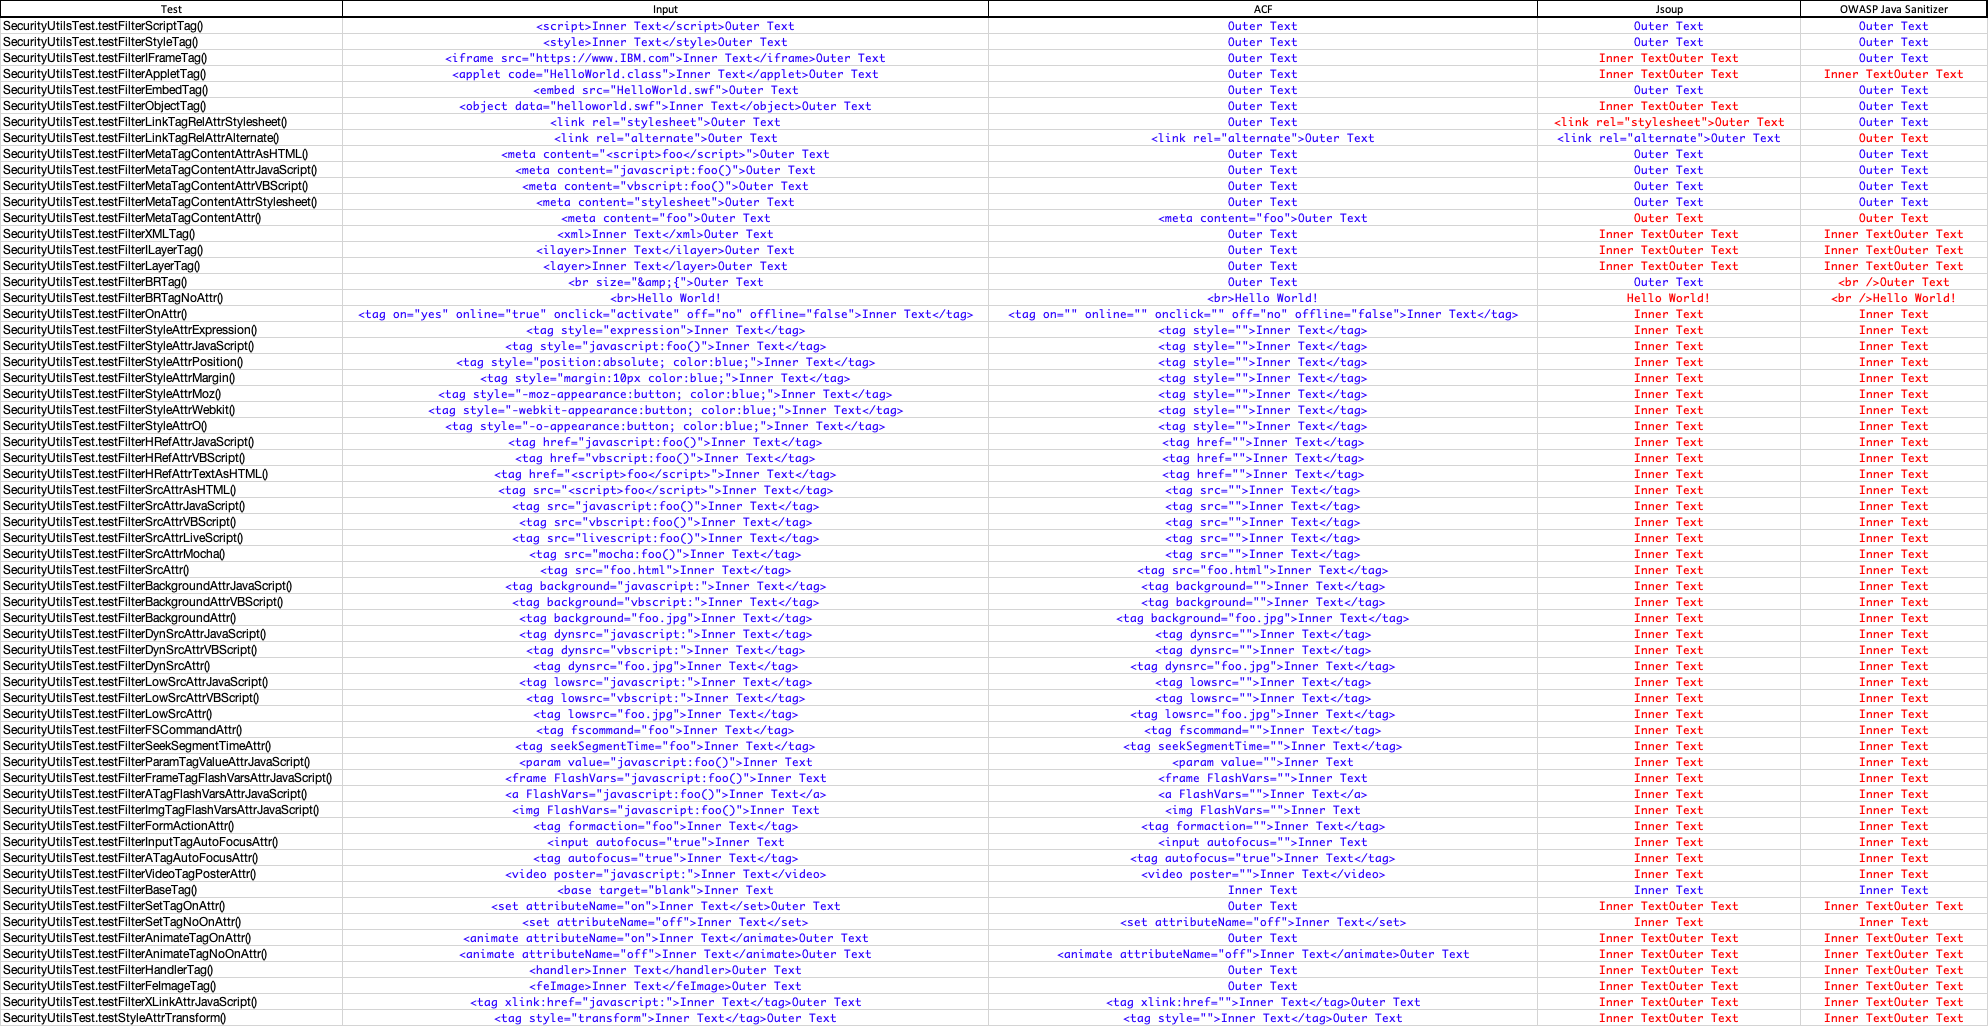 Test Input ACF Jsoup OWASP Java Sanitizer
SecurityUtilsTest.testFilterScriptTag() <script>Inner Text</script>Outer Text Outer Text Outer Text Outer Text
SecurityUtilsTest.testFilterStyleTag() <style>Inner Text</style>Outer Text Outer Text Outer Text Outer Text
SecurityUtilsTest.testFilterIFrameTag() <iframe src="https://www.IBM.com">Inner Text</iframe>Outer Text Outer Text Inner TextOuter Text Outer Text
SecurityUtilsTest.testFilterAppletTag() <applet code="HelloWorld.class">Inner Text</applet>Outer Text Outer Text Inner TextOuter Text Inner TextOuter Text
SecurityUtilsTest.testFilterEmbedTag() <embed src="HelloWorld.swf">Outer Text Outer Text Outer Text Outer Text
SecurityUtilsTest.testFilterObjectTag() <object data="helloworld.swf">Inner Text</object>Outer Text Outer Text Inner TextOuter Text Outer Text
SecurityUtilsTest.testFilterLinkTagRelAttrStylesheet() <link rel="stylesheet">Outer Text Outer Text <link rel="stylesheet">Outer Text Outer Text
SecurityUtilsTest.testFilterLinkTagRelAttrAlternate() <link rel="alternate">Outer Text <link rel="alternate">Outer Text <link rel="alternate">Outer Text Outer Text
SecurityUtilsTest.testFilterMetaTagContentAttrAsHTML() <meta content="<script>foo</script>">Outer Text Outer Text Outer Text Outer Text
SecurityUtilsTest.testFilterMetaTagContentAttrJavaScript() <meta content="javascript:foo()">Outer Text Outer Text Outer Text Outer Text
SecurityUtilsTest.testFilterMetaTagContentAttrVBScript() <meta content="vbscript:foo()">Outer Text Outer Text Outer Text Outer Text
SecurityUtilsTest.testFilterMetaTagContentAttrStylesheet() <meta content="stylesheet">Outer Text Outer Text Outer Text Outer Text
SecurityUtilsTest.testFilterMetaTagContentAttr() <meta content="foo">Outer Text <meta content="foo">Outer Text Outer Text Outer Text
SecurityUtilsTest.testFilterXMLTag() <xml>Inner Text</xml>Outer Text Outer Text Inner TextOuter Text Inner TextOuter Text
SecurityUtilsTest.testFilterILayerTag() <ilayer>Inner Text</ilayer>Outer Text Outer Text Inner TextOuter Text Inner TextOuter Text
SecurityUtilsTest.testFilterLayerTag() <layer>Inner Text</layer>Outer Text Outer Text Inner TextOuter Text Inner TextOuter Text
SecurityUtilsTest.testFilterBRTag() <br size="&amp;{">Outer Text Outer Text Outer Text <br />Outer Text
SecurityUtilsTest.testFilterBRTagNoAttr() <br>Hello World! <br>Hello World! Hello World! <br />Hello World!
SecurityUtilsTest.testFilterOnAttr() <tag on="yes" online="true" onclick="activate" off="no" offline="false">Inner Text</tag> <tag on="" online="" onclick="" off="no" offline="false">Inner Text</tag> Inner Text Inner Text
SecurityUtilsTest.testFilterStyleAttrExpression() <tag style="expression">Inner Text</tag> <tag style="">Inner Text</tag> Inner Text Inner Text
SecurityUtilsTest.testFilterStyleAttrJavaScript() <tag style="javascript:foo()">Inner Text</tag> <tag style="">Inner Text</tag> Inner Text Inner Text
SecurityUtilsTest.testFilterStyleAttrPosition() <tag style="position:absolute; color:blue;">Inner Text</tag> <tag style="">Inner Text</tag> Inner Text Inner Text
SecurityUtilsTest.testFilterStyleAttrMargin() <tag style="margin:10px color:blue;">Inner Text</tag> <tag style="">Inner Text</tag> Inner Text Inner Text
SecurityUtilsTest.testFilterStyleAttrMoz() <tag style="-moz-appearance:button; color:blue;">Inner Text</tag> <tag style="">Inner Text</tag> Inner Text Inner Text
SecurityUtilsTest.testFilterStyleAttrWebkit() <tag style="-webkit-appearance:button; color:blue;">Inner Text</tag> <tag style="">Inner Text</tag> Inner Text Inner Text
SecurityUtilsTest.testFilterStyleAttrO() <tag style="-o-appearance:button; color:blue;">Inner Text</tag> <tag style="">Inner Text</tag> Inner Text Inner Text
SecurityUtilsTest.testFilterHRefAttrJavaScript() <tag href="javascript:foo()">Inner Text</tag> <tag href="">Inner Text</tag> Inner Text Inner Text
SecurityUtilsTest.testFilterHRefAttrVBScript() <tag href="vbscript:foo()">Inner Text</tag> <tag href="">Inner Text</tag> Inner Text Inner Text
SecurityUtilsTest.testFilterHRefAttrTextAsHTML() <tag href="<script>foo</script>">Inner Text</tag> <tag href="">Inner Text</tag> Inner Text Inner Text
SecurityUtilsTest.testFilterSrcAttrAsHTML() <tag src="<script>foo</script>">Inner Text</tag> <tag src="">Inner Text</tag> Inner Text Inner Text
SecurityUtilsTest.testFilterSrcAttrJavaScript() <tag src="javascript:foo()">Inner Text</tag> <tag src="">Inner Text</tag> Inner Text Inner Text
SecurityUtilsTest.testFilterSrcAttrVBScript() <tag src="vbscript:foo()">Inner Text</tag> <tag src="">Inner Text</tag> Inner Text Inner Text
SecurityUtilsTest.testFilterSrcAttrLiveScript() <tag src="livescript:foo()">Inner Text</tag> <tag src="">Inner Text</tag> Inner Text Inner Text
SecurityUtilsTest.testFilterSrcAttrMocha() <tag src="mocha:foo()">Inner Text</tag> <tag src="">Inner Text</tag> Inner Text Inner Text
SecurityUtilsTest.testFilterSrcAttr() <tag src="foo.html">Inner Text</tag> <tag src="foo.html">Inner Text</tag> Inner Text Inner Text
SecurityUtilsTest.testFilterBackgroundAttrJavaScript() <tag background="javascript:">Inner Text</tag> <tag background="">Inner Text</tag> Inner Text Inner Text
SecurityUtilsTest.testFilterBackgroundAttrVBScript() <tag background="vbscript:">Inner Text</tag> <tag background="">Inner Text</tag> Inner Text Inner Text
SecurityUtilsTest.testFilterBackgroundAttr() <tag background="foo.jpg">Inner Text</tag> <tag background="foo.jpg">Inner Text</tag> Inner Text Inner Text
SecurityUtilsTest.testFilterDynSrcAttrJavaScript() <tag dynsrc="javascript:">Inner Text</tag> <tag dynsrc="">Inner Text</tag> Inner Text Inner Text
SecurityUtilsTest.testFilterDynSrcAttrVBScript() <tag dynsrc="vbscript:">Inner Text</tag> <tag dynsrc="">Inner Text</tag> Inner Text Inner Text
SecurityUtilsTest.testFilterDynSrcAttr() <tag dynsrc="foo.jpg">Inner Text</tag> <tag dynsrc="foo.jpg">Inner Text</tag> Inner Text Inner Text
SecurityUtilsTest.testFilterLowSrcAttrJavaScript() <tag lowsrc="javascript:">Inner Text</tag> <tag lowsrc="">Inner Text</tag> Inner Text Inner Text
SecurityUtilsTest.testFilterLowSrcAttrVBScript() <tag lowsrc="vbscript:">Inner Text</tag> <tag lowsrc="">Inner Text</tag> Inner Text Inner Text
SecurityUtilsTest.testFilterLowSrcAttr() <tag lowsrc="foo.jpg">Inner Text</tag> <tag lowsrc="foo.jpg">Inner Text</tag> Inner Text Inner Text
SecurityUtilsTest.testFilterFSCommandAttr() <tag fscommand="foo">Inner Text</tag> <tag fscommand="">Inner Text</tag> Inner Text Inner Text
SecurityUtilsTest.testFilterSeekSegmentTimeAttr() <tag seekSegmentTime="foo">Inner Text</tag> <tag seekSegmentTime="">Inner Text</tag> Inner Text Inner Text
SecurityUtilsTest.testFilterParamTagValueAttrJavaScript() <param value="javascript:foo()">Inner Text <param value="">Inner Text Inner Text Inner Text
SecurityUtilsTest.testFilterFrameTagFlashVarsAttrJavaScript() <frame FlashVars="javascript:foo()">Inner Text <frame FlashVars="">Inner Text Inner Text Inner Text
SecurityUtilsTest.testFilterATagFlashVarsAttrJavaScript() <a FlashVars="javascript:foo()">Inner Text</a> <a FlashVars="">Inner Text</a> Inner Text Inner Text
SecurityUtilsTest.testFilterImgTagFlashVarsAttrJavaScript() <img FlashVars="javascript:foo()">Inner Text <img FlashVars="">Inner Text Inner Text Inner Text
SecurityUtilsTest.testFilterFormActionAttr() <tag formaction="foo">Inner Text</tag> <tag formaction="">Inner Text</tag> Inner Text Inner Text
SecurityUtilsTest.testFilterInputTagAutoFocusAttr() <input autofocus="true">Inner Text <input autofocus="">Inner Text Inner Text Inner Text
SecurityUtilsTest.testFilterATagAutoFocusAttr() <tag autofocus="true">Inner Text</tag> <tag autofocus="true">Inner Text</tag> Inner Text Inner Text
SecurityUtilsTest.testFilterVideoTagPosterAttr() <video poster="javascript:">Inner Text</video> <video poster="">Inner Text</video> Inner Text Inner Text
SecurityUtilsTest.testFilterBaseTag() <base target="blank">Inner Text Inner Text Inner Text Inner Text
SecurityUtilsTest.testFilterSetTagOnAttr() <set attributeName="on">Inner Text</set>Outer Text Outer Text Inner TextOuter Text Inner TextOuter Text
SecurityUtilsTest.testFilterSetTagNoOnAttr() <set attributeName="off">Inner Text</set> <set attributeName="off">Inner Text</set> Inner Text Inner Text
SecurityUtilsTest.testFilterAnimateTagOnAttr() <animate attributeName="on">Inner Text</animate>Outer Text Outer Text Inner TextOuter Text Inner TextOuter Text
SecurityUtilsTest.testFilterAnimateTagNoOnAttr() <animate attributeName="off">Inner Text</animate>Outer Text <animate attributeName="off">Inner Text</animate>Outer Text Inner TextOuter Text Inner TextOuter Text
SecurityUtilsTest.testFilterHandlerTag() <handler>Inner Text</handler>Outer Text Outer Text Inner TextOuter Text Inner TextOuter Text
SecurityUtilsTest.testFilterFeImageTag() <feImage>Inner Text</feImage>Outer Text Outer Text Inner TextOuter Text Inner TextOuter Text
SecurityUtilsTest.testFilterXLinkAttrJavaScript() <tag xlink:href="javascript:">Inner Text</tag>Outer Text <tag xlink:href="">Inner Text</tag>Outer Text Inner TextOuter Text Inner TextOuter Text
SecurityUtilsTest.testStyleAttrTransform() <tag style="transform">Inner Text</tag>Outer Text <tag style="">Inner Text</tag>Outer Text Inner TextOuter Text Inner TextOuter Text